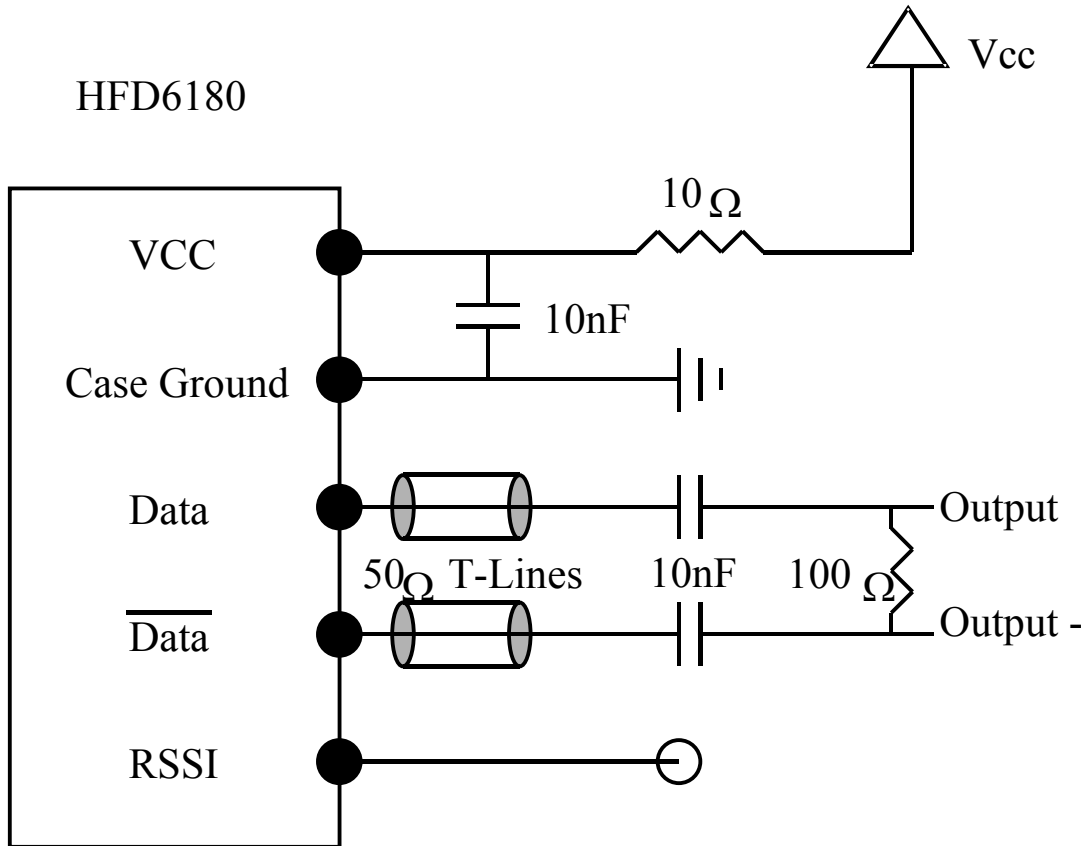 Vcc
HFD6180
10 Ω
VCC
10nF
Case Ground
Data
Output
50Ω T-Lines
10nF
100 Ω
Data
Output -
RSSI